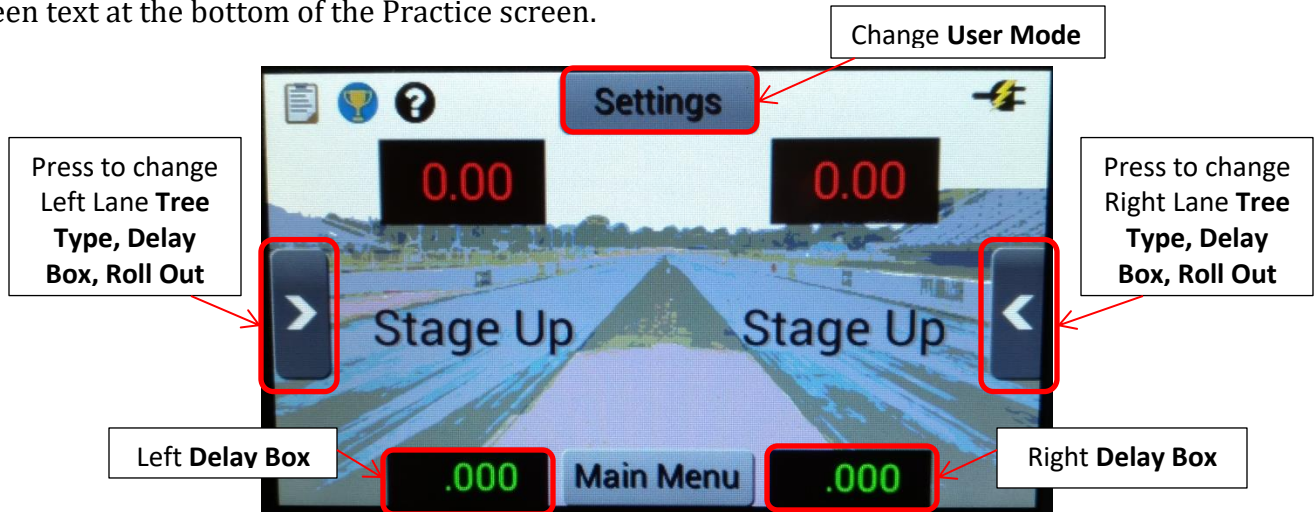 een text at the bottom of the Practice screen.
Change User Mode
Settings
Press to change
Left Lane Tree
Type, Delay
Box, Roll Out
0.00
0.00
Press to change
Right Lane Tree
Type, Delay
Box, Roll Out
Stage Up
Stage Up
Left Delay Box
.000
Main Menu
.000
Right Delay Box